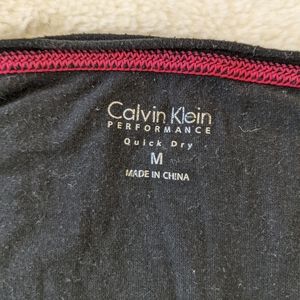 Calvin Klein
PERFORMANCE
Quick Dry
M
MADE IN CHINA